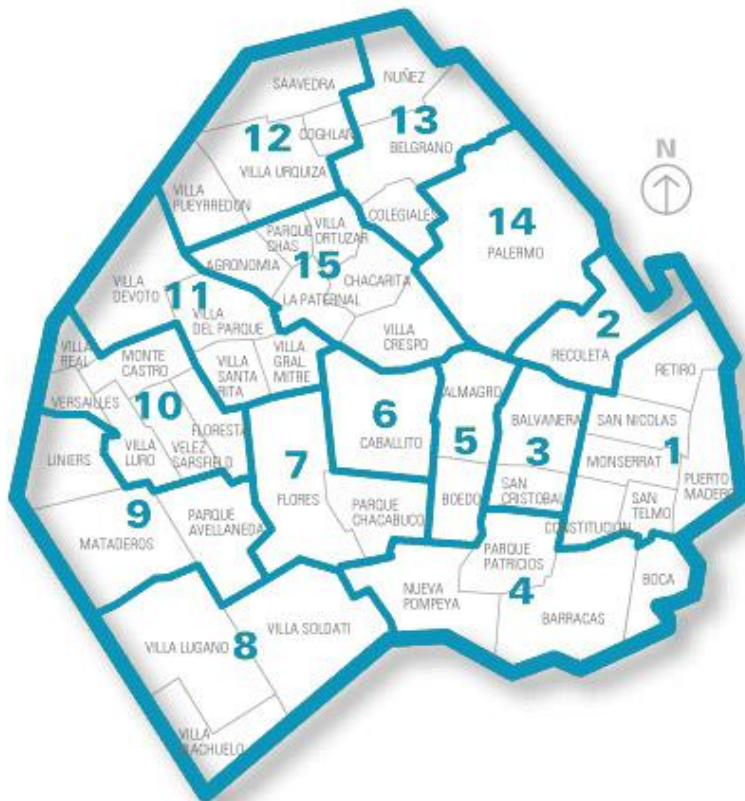 NUÑEZ
SAAVEDRA
13
12
COGHLAN
BELGRANO
N
VILLA URQUIZA
VILLA
PUEYRREDON
COLEGIALES
14
PALERMO
PARQUE
CHAS
VILLA
ORTUZAR
15
AGRONOMIA
CHACARITA
VILLA
DEVOTO
11
LA PATERNAL
VILLA
DEL PARQUE
VILLA
CRESPO
2
RECOLETA
VILLA
REAL
MONTE
CASTRO
VILLA
SANTA
RITA
VILLA
GRAL
MITRE
RETIRO
VERSAILLES
10
ALMAGRO
6
CABALLITO
5
BALVANERA
3
SAN NICOLAS
FLORESTA
VILLA
LURO
VELEZ
SARSFIELD
1
MONSERRAT
LINIERS
7
FLORES
PUERTO
MADERO
BOEDO
SAN
CRISTOBAL
SAN
TELMO
9
MATADEROS
PARQUE
AVELLANEDA
PARQUE
CHACABUCO
CONSTITUCION
PARQUE
PATRICIOS
NUEVA
POMPEYA
4
BOCA
BARRACAS
VILLA SOLDATI
VILLA LUGANO
8
VILLA
RIACHUELO